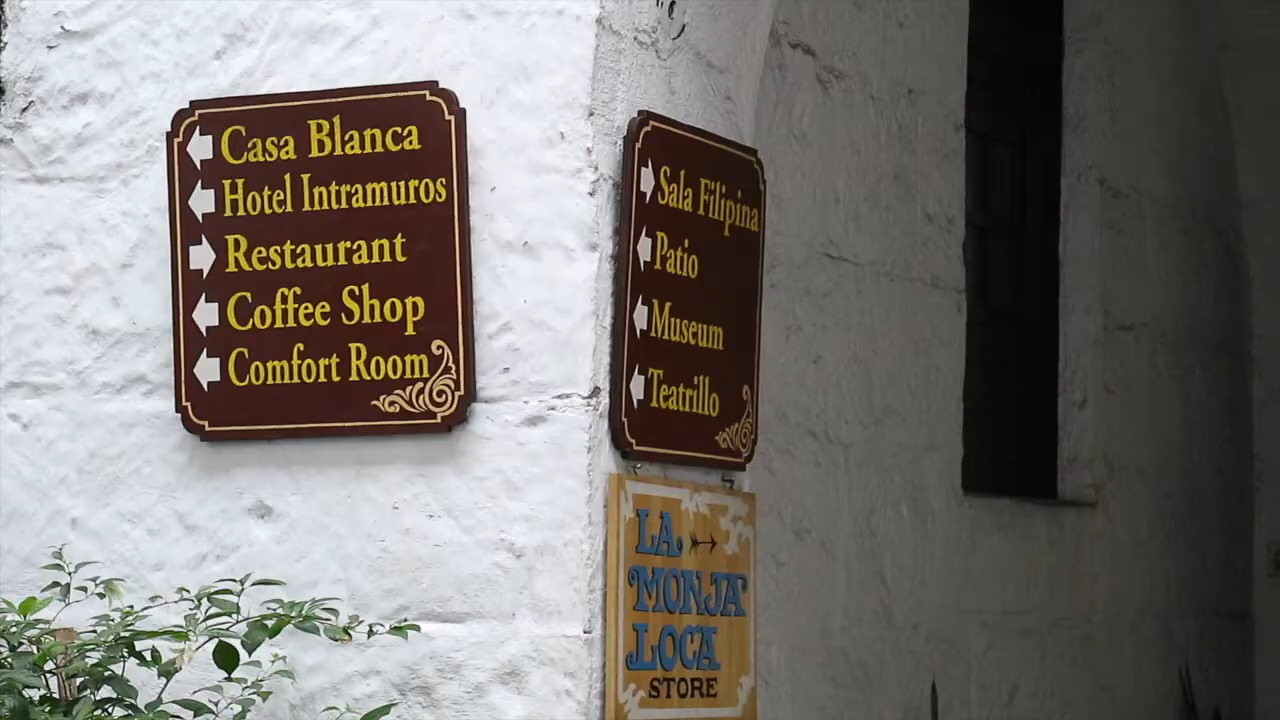 Casa Blanca
Hotel Intramuros
Restaurant
Coffee Shop
Comfort Room
Sala Filipina
Patio
Museum
Teatrillo
LA
MONJA
LOCA
STORE